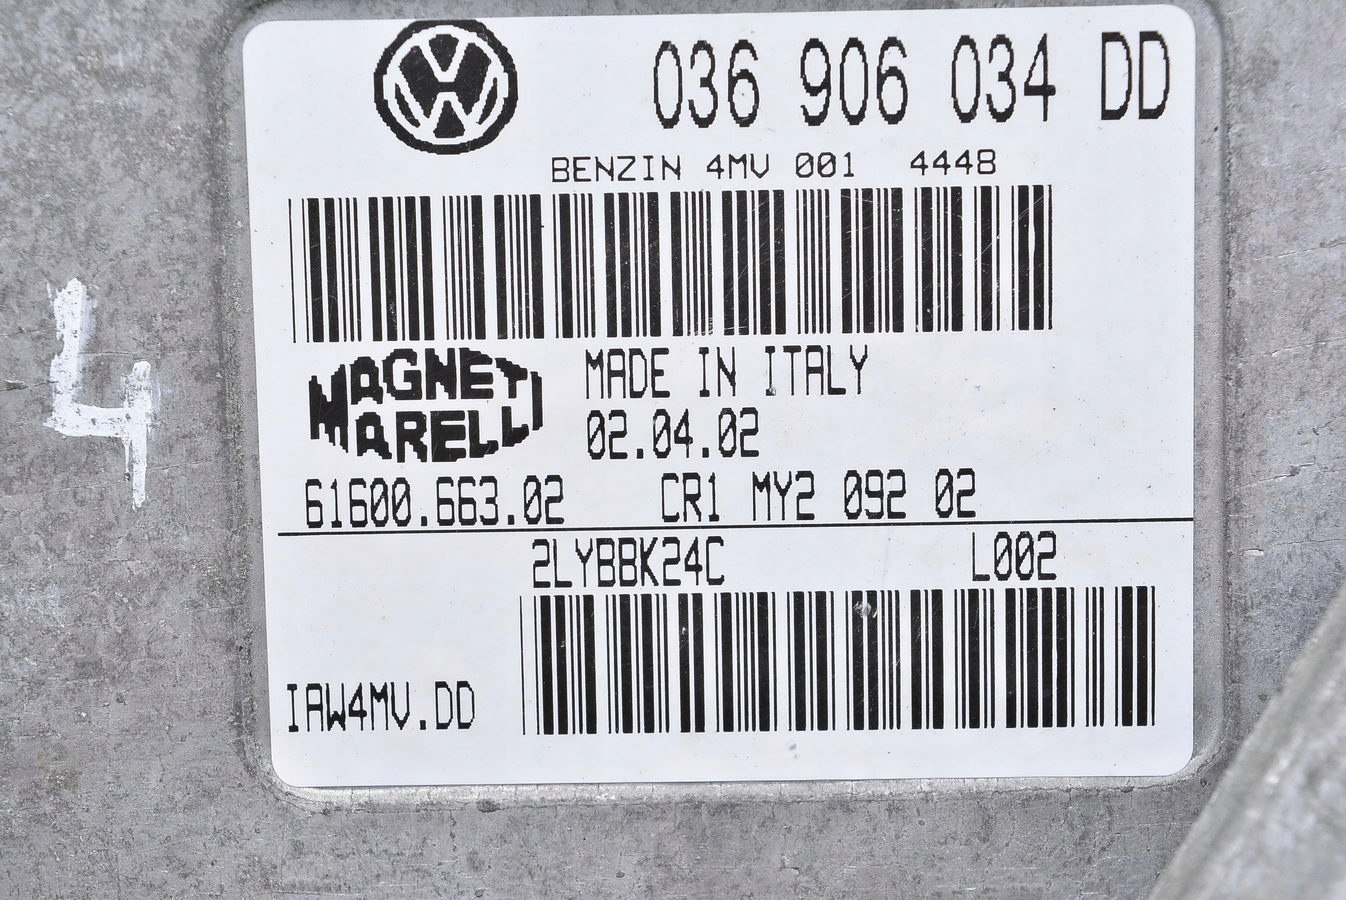 036 906 034 DD
BENZIN 4MV 001 4448
MAGNETI
MARELLI
MADE IN ITALY
02.04.02
61600.663.02 CR1 MY2 092 02
2LYBBK24C L002
IAW4MV.DD
4